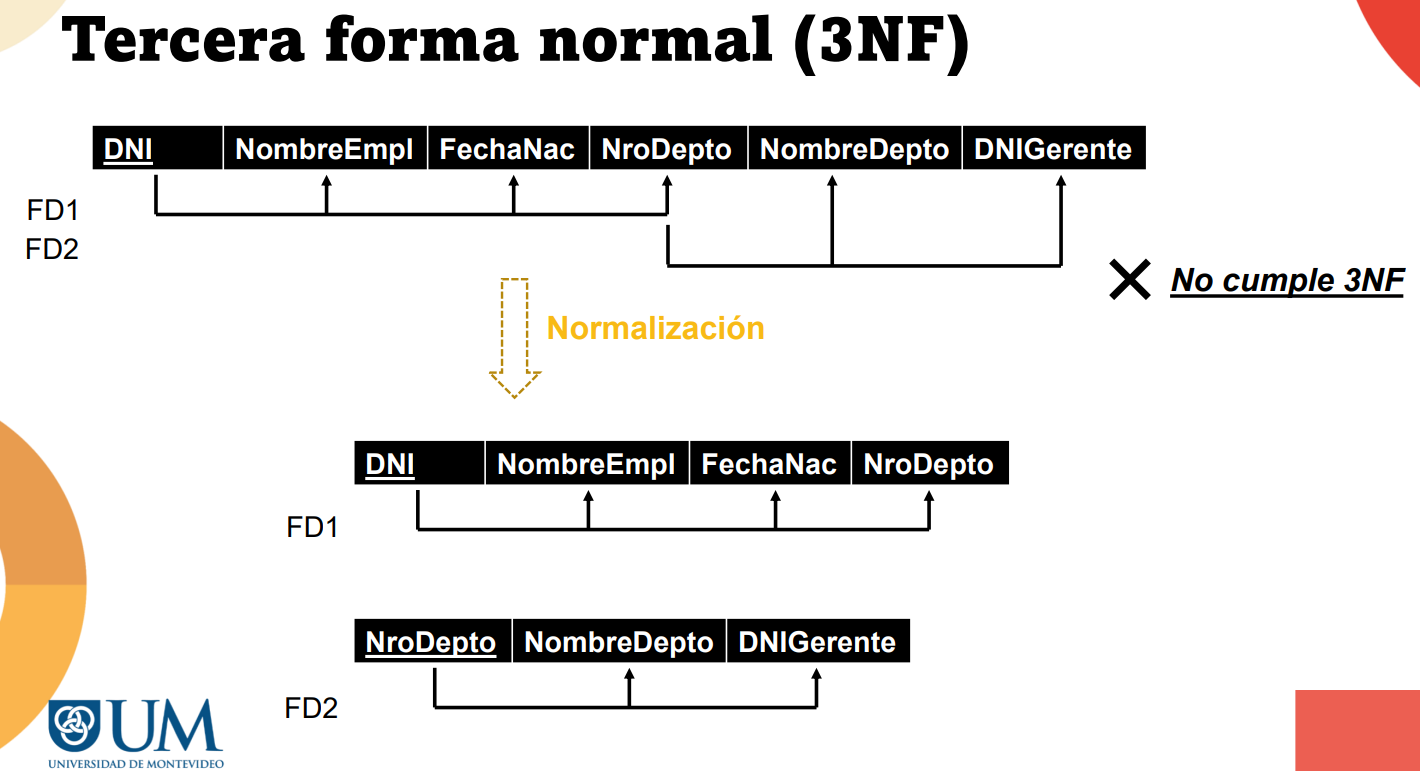 Tercera forma normal (3NF)
DNI NombreEmpl FechaNac NroDepto NombreDepto DNIGerente
FD1
FD2
No cumple 3NF
Normalización
DNI NombreEmpl FechaNac NroDepto
FD1
NroDepto NombreDepto DNIGerente
FD2
UM
UNIVERSIDAD DE MONTEVIDEO